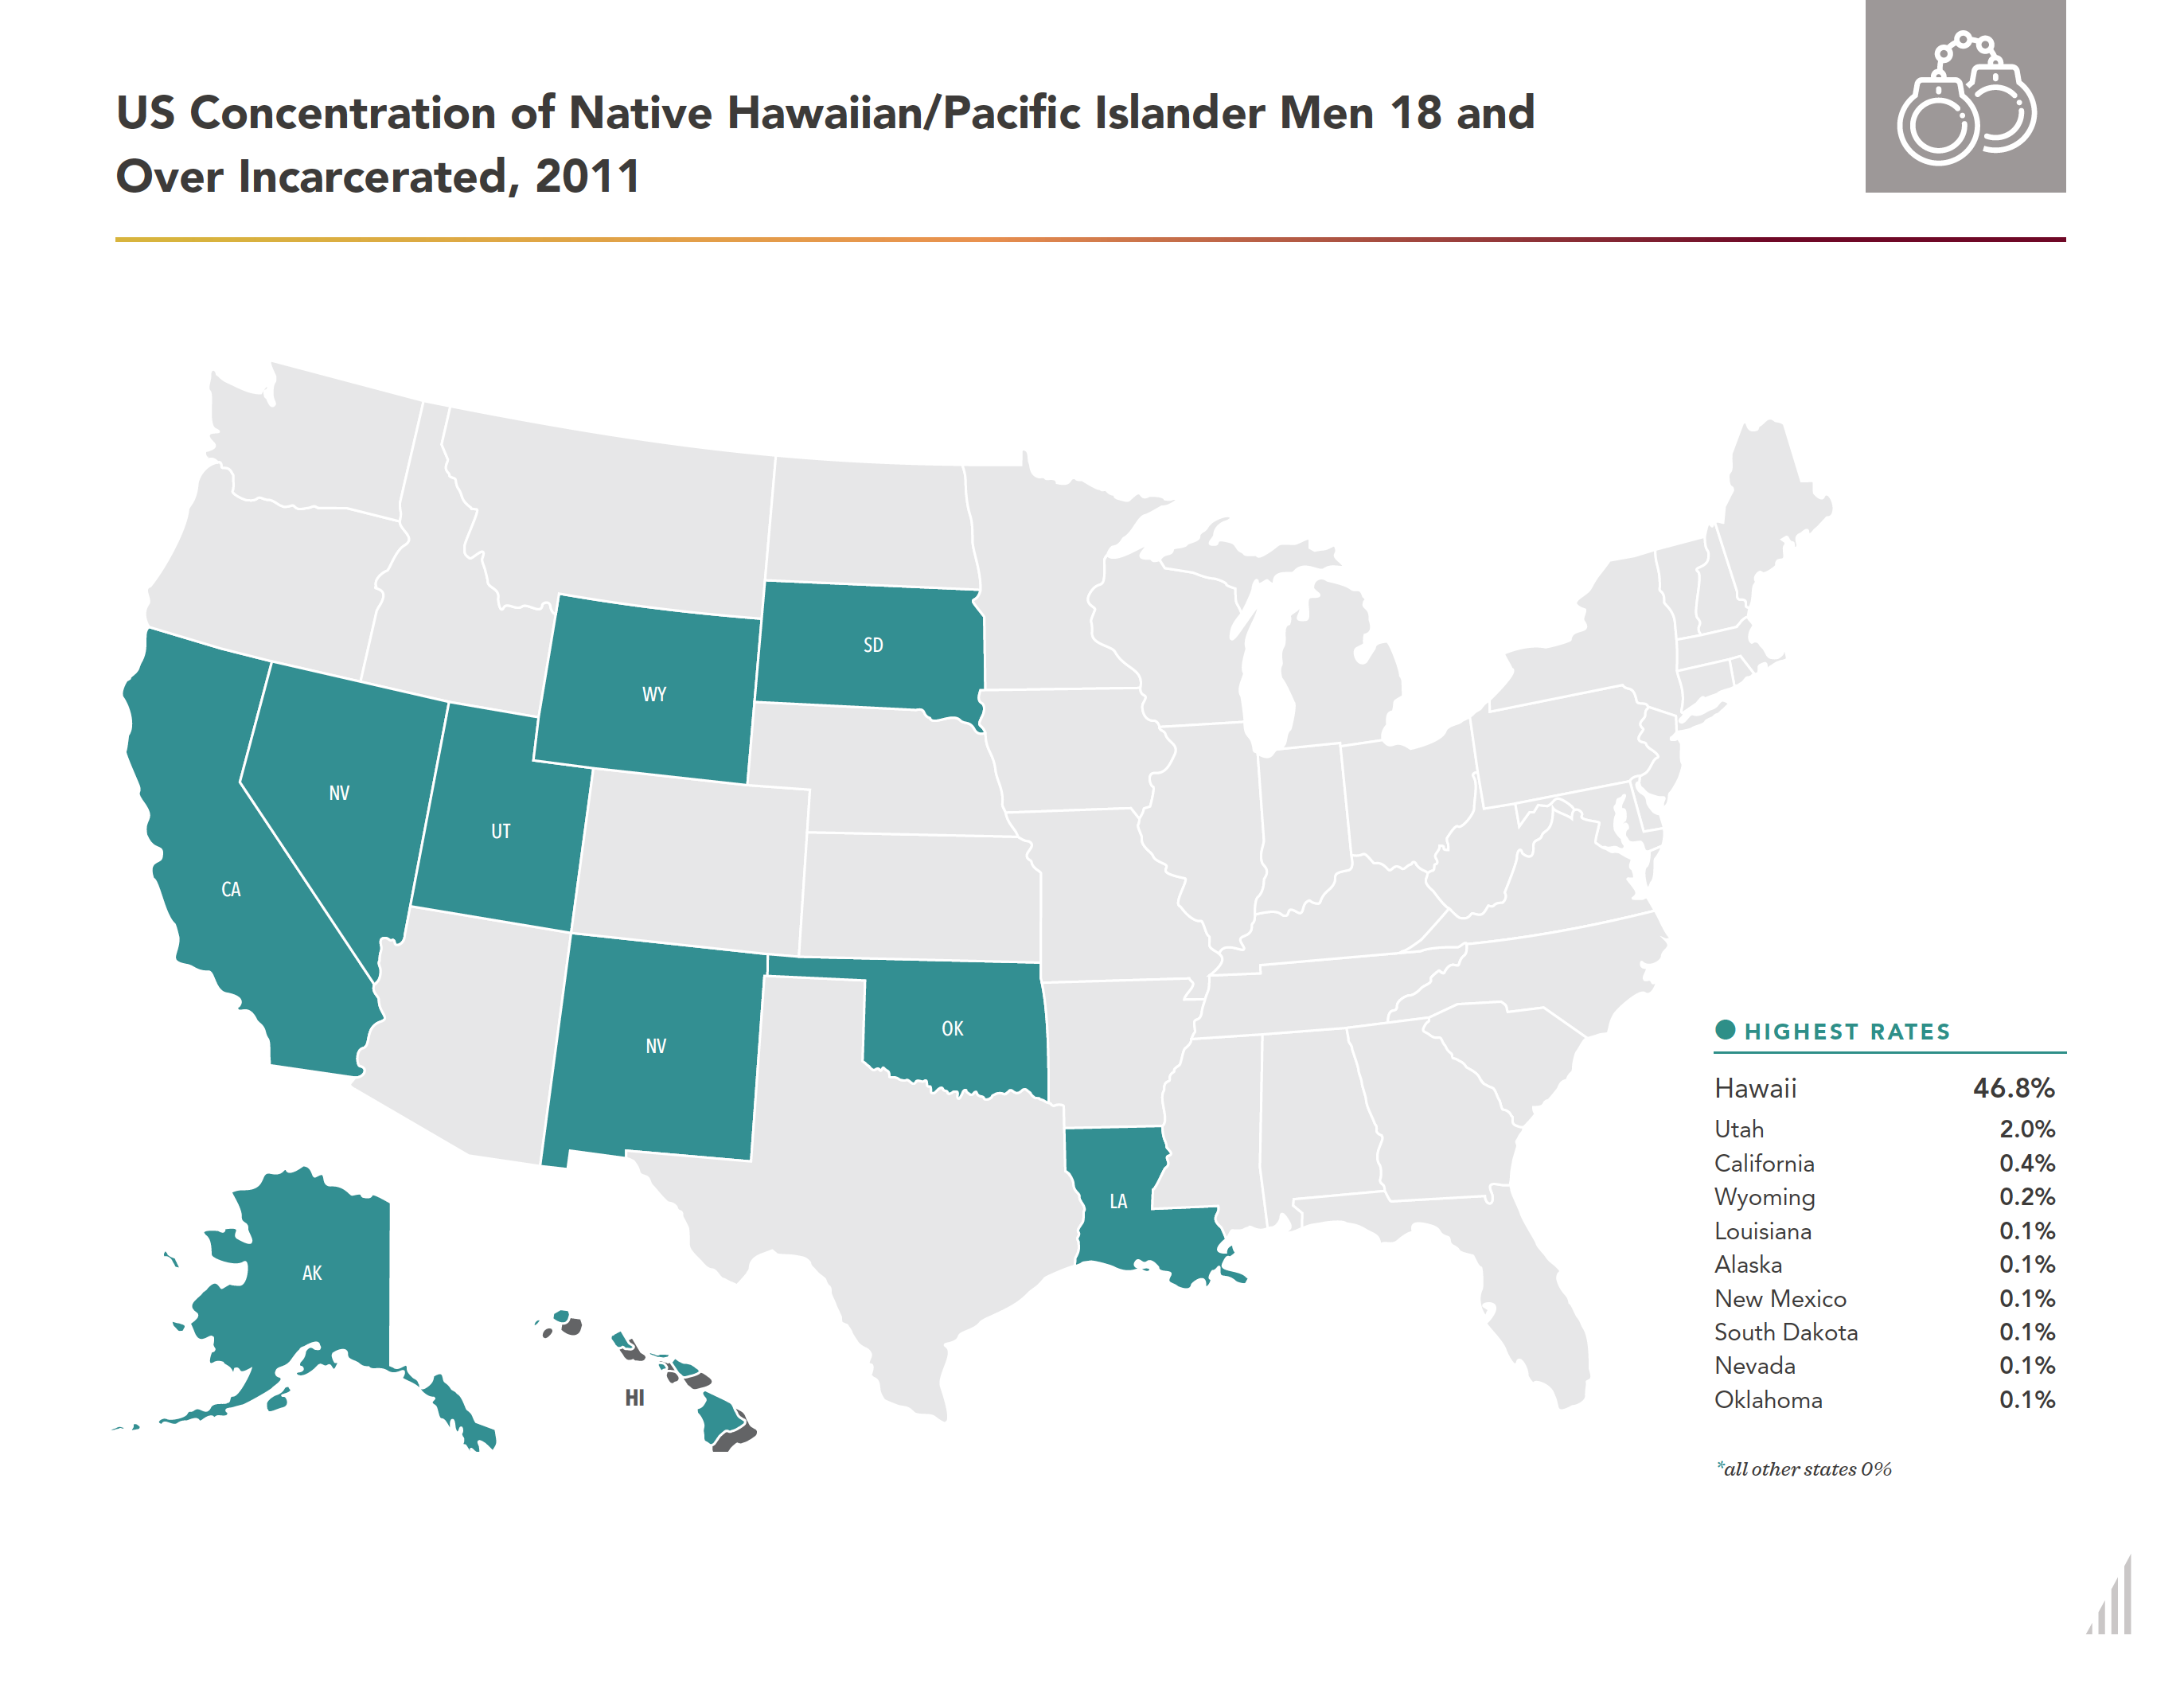 US Concentration of Native Hawaiian/Pacific Islander Men 18 and
Over Incarcerated, 2011
SD
WY
NV
UT
CA
NV
OK
LA
AK
HI
HIGHEST RATES
Hawaii 46.8%
Utah 2.0%
California 0.4%
Wyoming 0.2%
Louisiana 0.1%
Alaska 0.1%
New Mexico 0.1%
South Dakota 0.1%
Nevada 0.1%
Oklahoma 0.1%
*all other states 0%